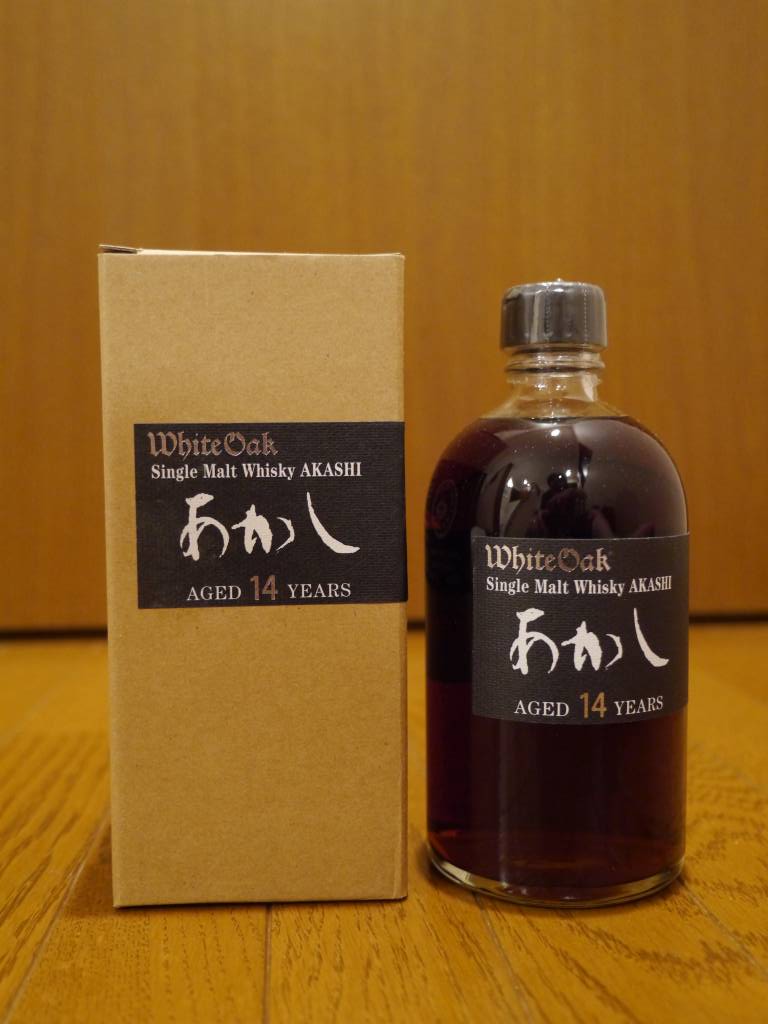 White Oak
Single Malt Whisky AKASHI
あかし
AGED 14 YEARS
White Oak
Single Malt Whisky AKASHI
あかし
AGED 14 YEARS